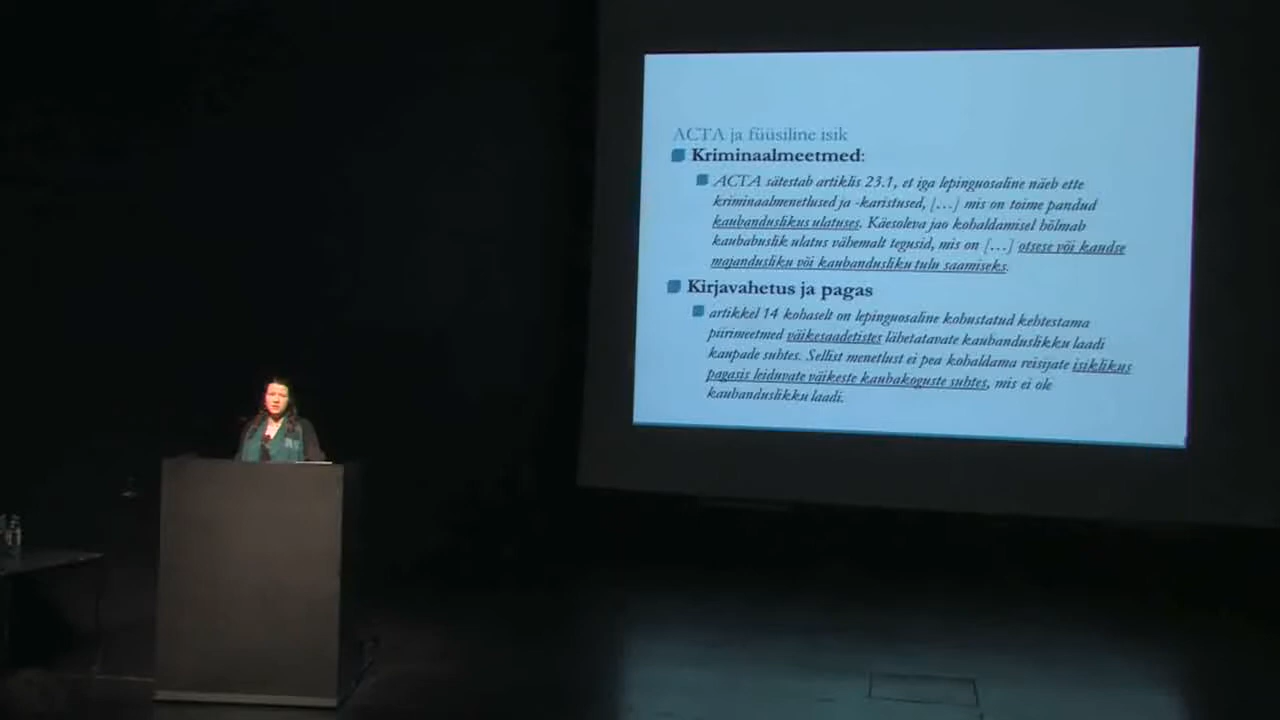 ACTA ja füüsiline isik
Kriminaalmeetmed:
ACTA sätestab artiklis 23.1, et iga lepinguosaline näeb ette
kriminaalmenetlused ja -karistused, [...] mis on toime pandud
kaubanduslikus ulatuses. Käesoleva jao kohaldamisel hõlmab
kaubabuslik ulatus vähemalt tegusid, mis on [...] otsese või kaudse
majandusliku või kaubandusliku tulu saamiseks.
Kirjavahetus ja pagas
artikkel 14 kohaselt on lepinguosaline kohustatud kehtestama
piirimeetmed väikesaadetistes lähetatavate kaubanduslikku laadi
kaupade suhtes. Sellist menetlust ei pea kohaldama reisijate isiklikus
pagasis leiduvate väikeste kaubakoguste suhtes, mis ei ole
kaubanduslikku laadi.